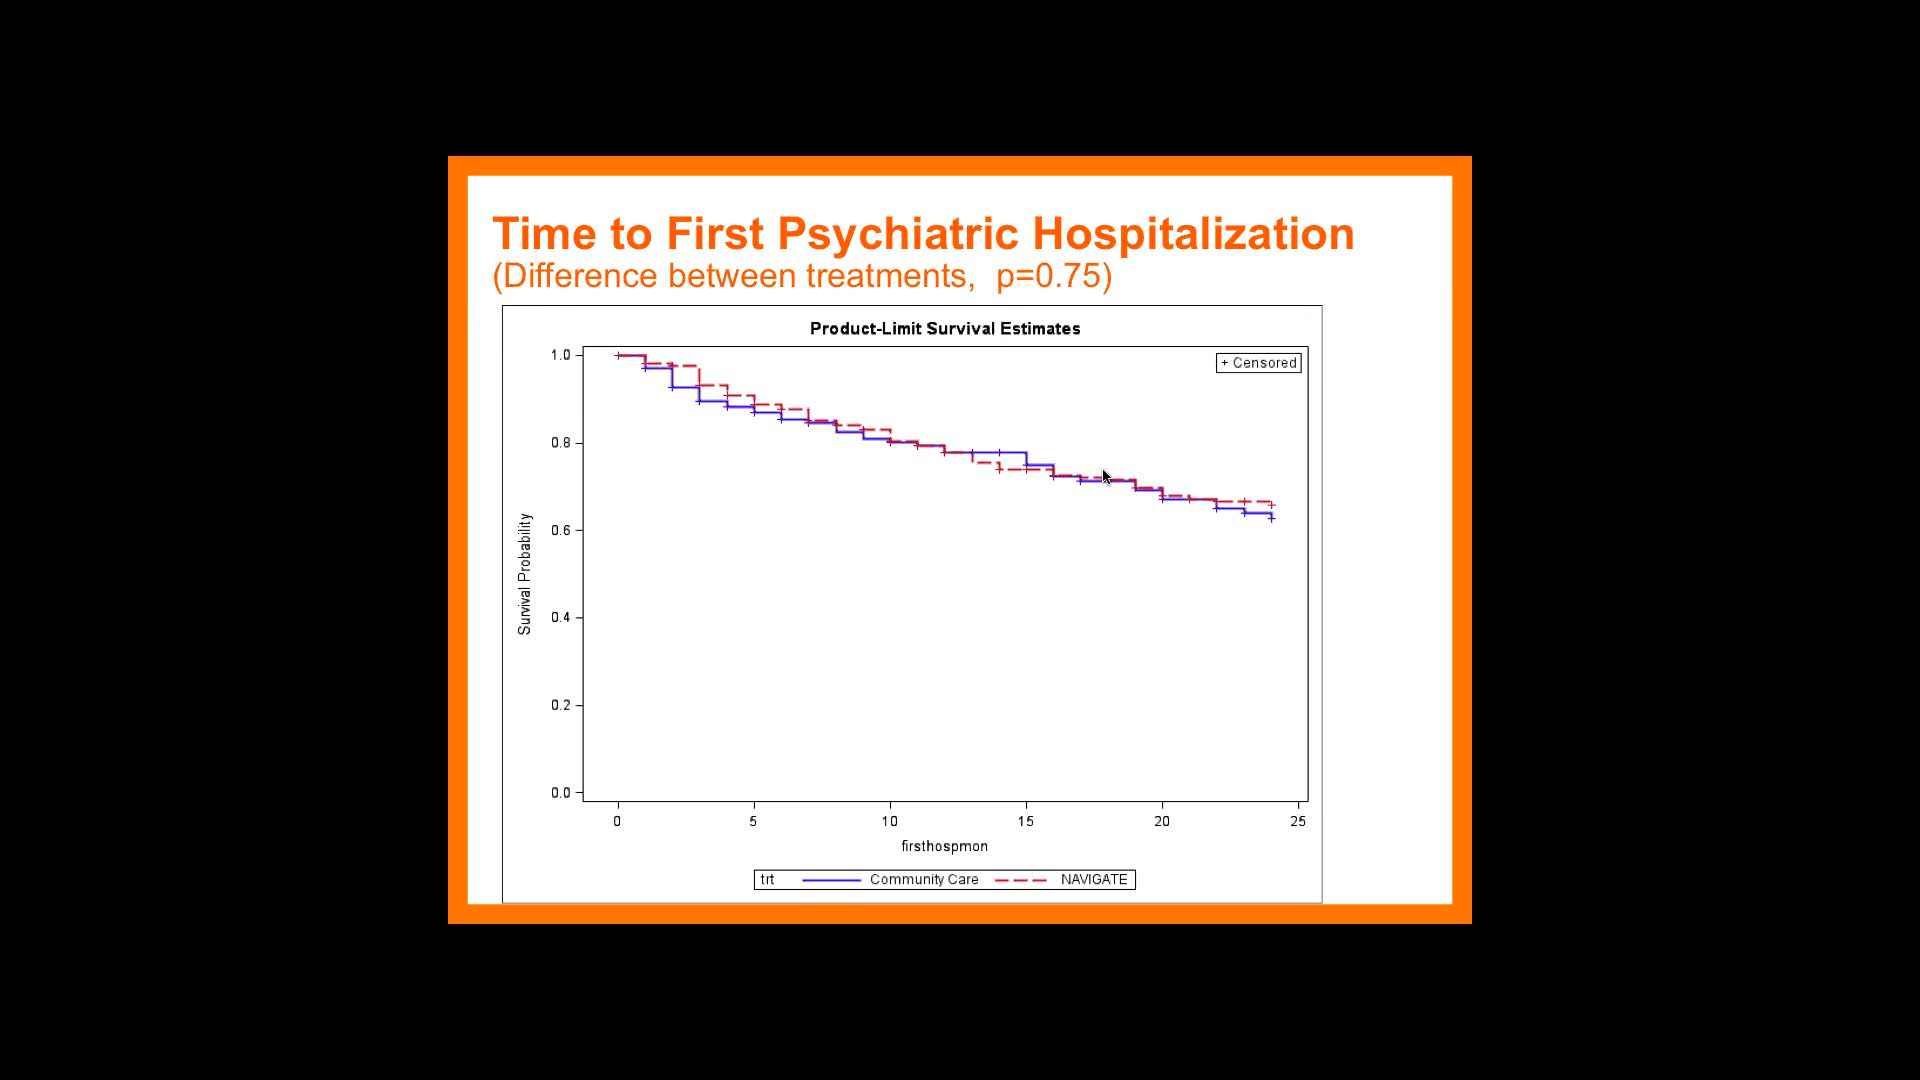 Time to First Psychiatric Hospitalization
(Difference between treatments,  p=0.75)
Product-Limit Survival Estimates
+ Censored
1.0
0.8
0.6
0.4
0.2
0.0
Survival Probability
0 5 10 15 20 25
firsthospmon
trt Community Care NAVIGATE